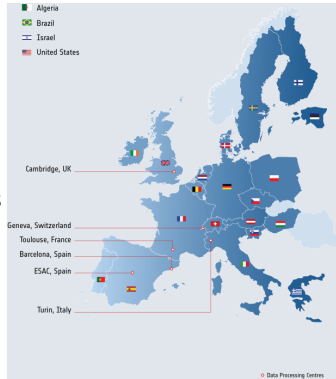 Algeria
Brazil
Israel
United States
Cambridge, UK
Geneva, Switzerland
Toulouse, France
Barcelona, Spain
ESAC, Spain
Turin, Italy
Data Processing Centres